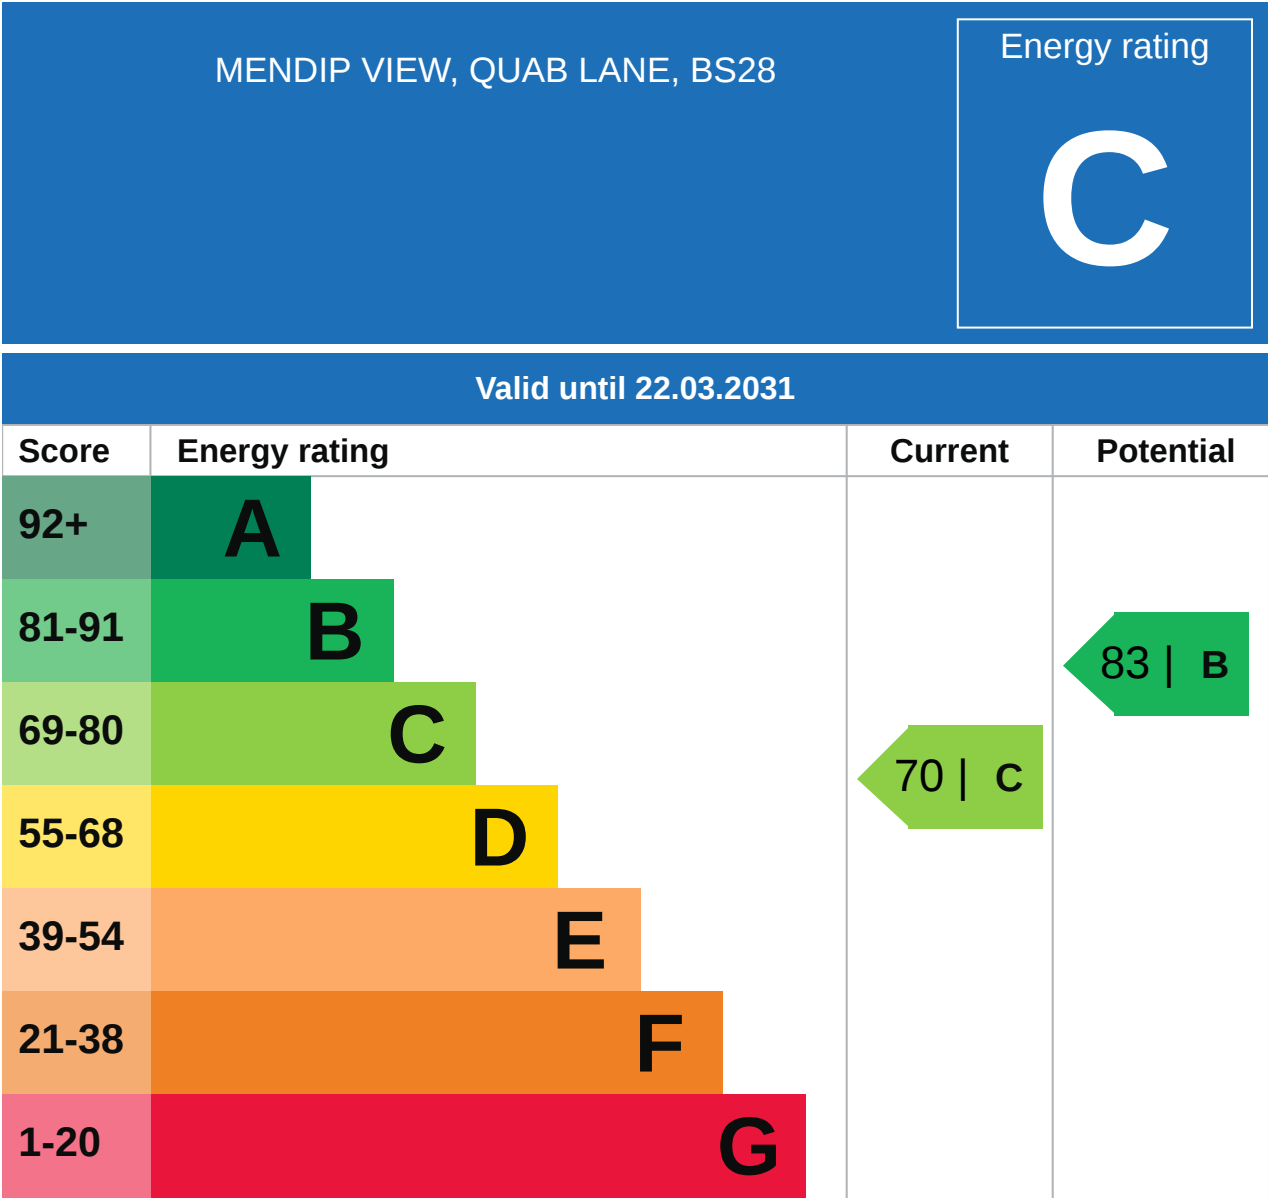 MENDIP VIEW, QUAB LANE, BS28
Energy rating
C
Valid until 22.03.2031
Score Energy rating Current Potential
92+ A
81-91 B
83 | B
69-80 C
70 | C
55-68 D
39-54 E
21-38 F
1-20 G